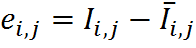 e_{i,j} = I_{i,j} − Ī_{i,j}